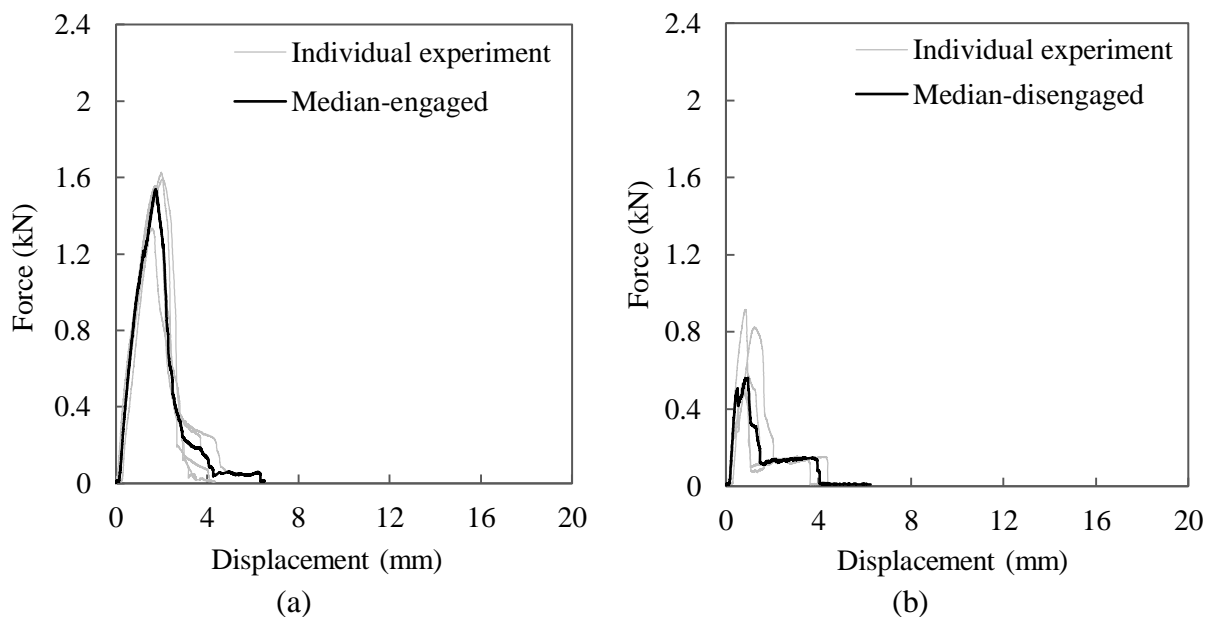 2.4
2
1.6
1.2
0.8
0.4
0
Force (kN)
Individual experiment
Median-engaged
0 4 8 12 16 20
Displacement (mm)
(a)
2.4
2
1.6
1.2
0.8
0.4
0
Force (kN)
Individual experiment
Median-disengaged
0 4 8 12 16 20
Displacement (mm)
(b)